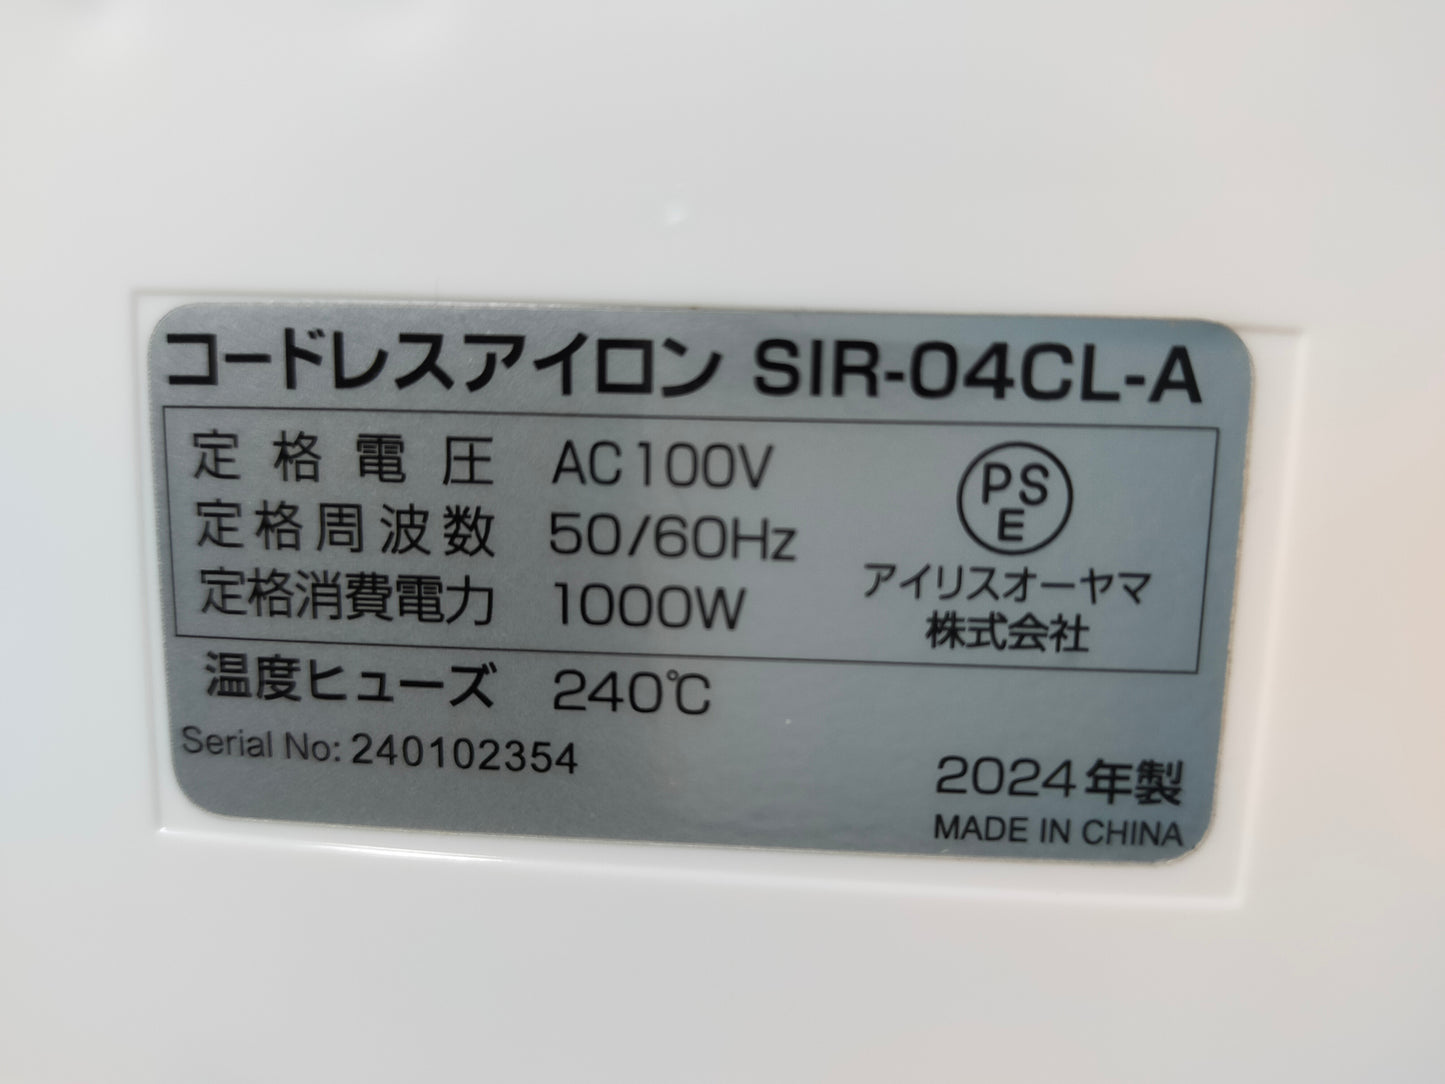 コードレスアイロン SIR-04CL-A
定格電圧 AC100V
定格周波数 50/60Hz
定格消費電力 1000W
PS
E
アイリスオーヤマ
株式会社
温度ヒューズ 240℃
Serial No: 240102354
2024年製
MADE IN CHINA